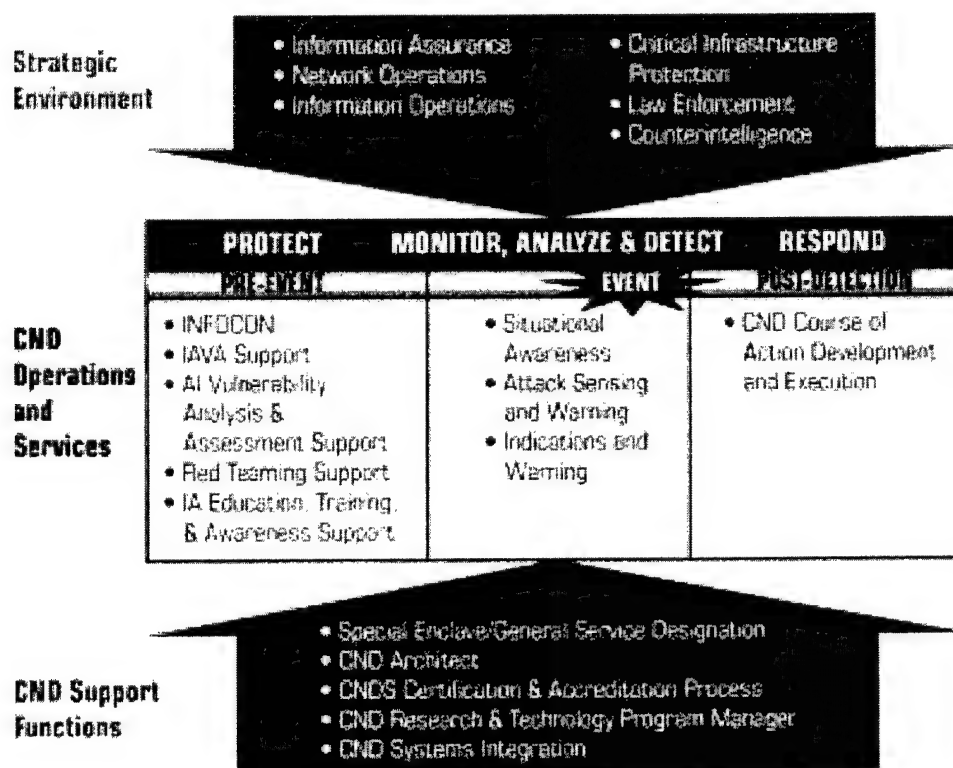 Strategic
Environment
• Information Assurance
• Network Operations
• Information Operations
• Critical Infrastructure
Protection
• Law Enforcement
• Counterintelligence
PROTECT
MONITOR, ANALYZE & DETECT
RESPOND
PRE-EVENT
EVENT
POST-DETECTION
CND
Operations
and
Services
• INFOCON
• IAVA Support
• AI Vulnerability
Analysis &
Assessment Support
• Red Teaming Support
• IA Education, Training,
& Awareness Support
• Situational
Awareness
• Attack Sensing
and Warning
• Indications and
Warning
• CND Course of
Action Development
and Execution
CND Support
Functions
• Special Enclave/General Service Designation
• CND Architect
• CNDS Certification & Accreditation Process
• CND Research & Technology Program Manager
• CND Systems Integration